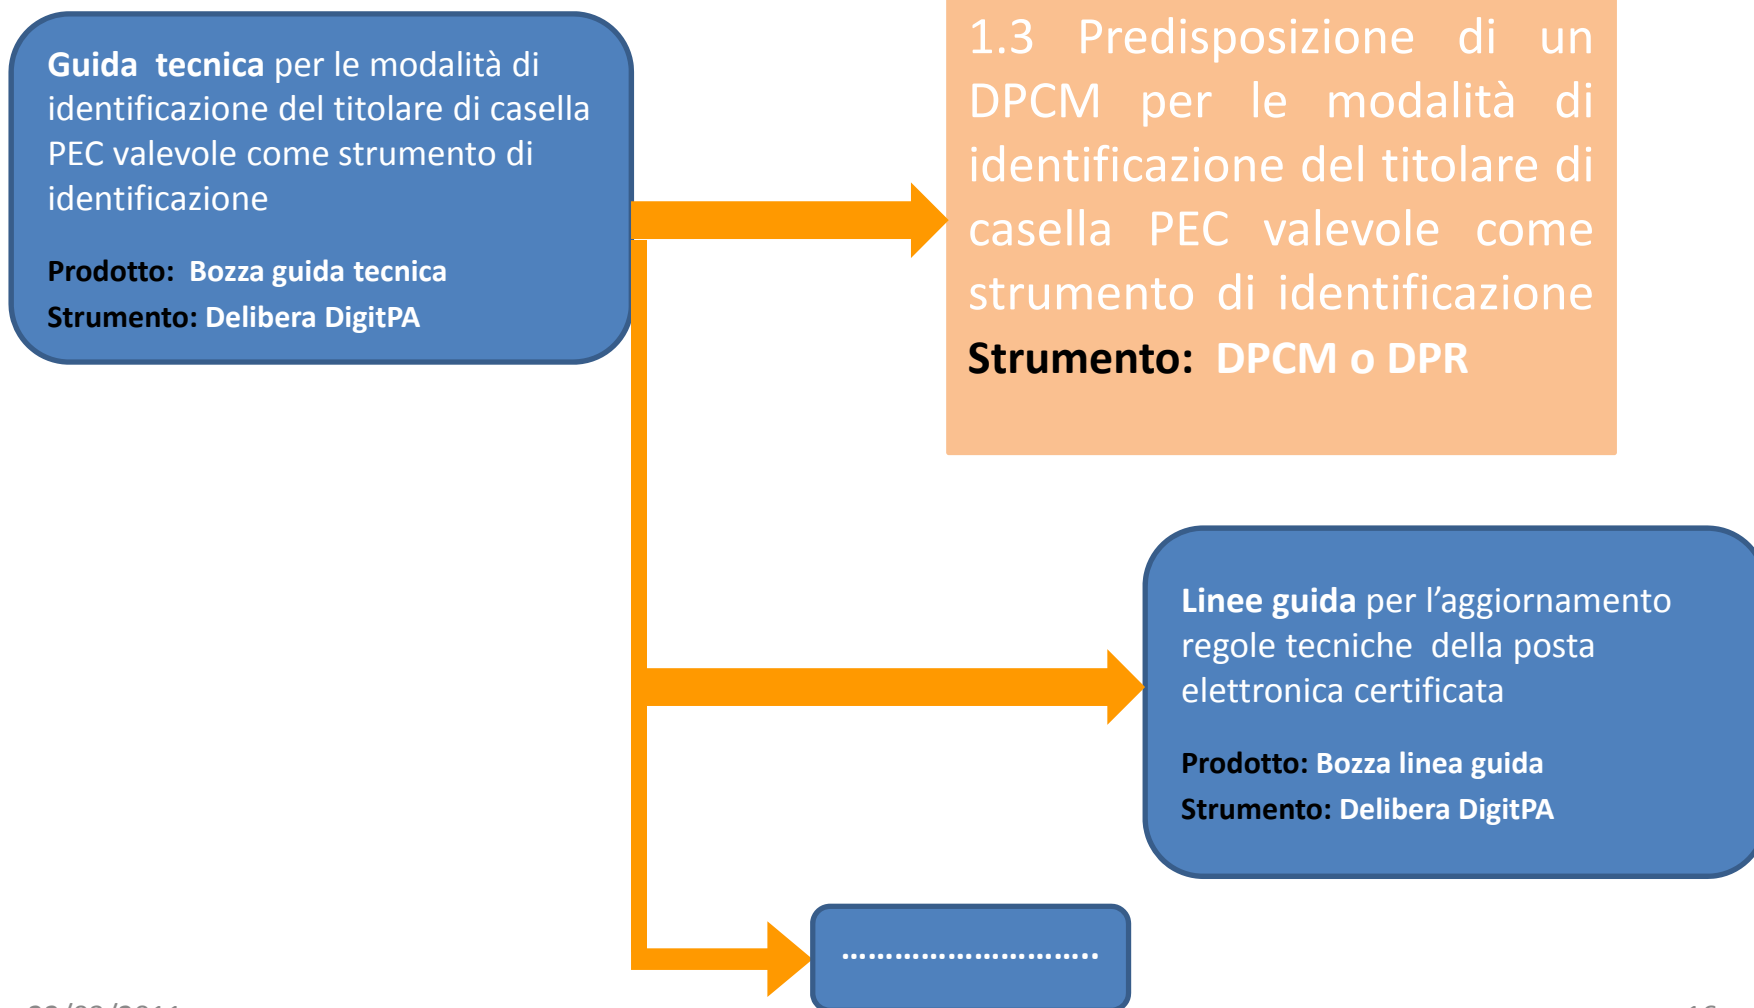 Guida tecnica per le modalità di
identificazione del titolare di casella
PEC valevole come strumento di
identificazione
Prodotto: Bozza guida tecnica
Strumento: Delibera DigitPA
1.3 Predisposizione di un
DPCM per le modalità di
identificazione del titolare di
casella PEC valevole come
strumento di identificazione
Strumento: DPCM o DPR
Linee guida per l’aggiornamento
regole tecniche della posta
elettronica certificata
Prodotto: Bozza linea guida
Strumento: Delibera DigitPA
…………………………..